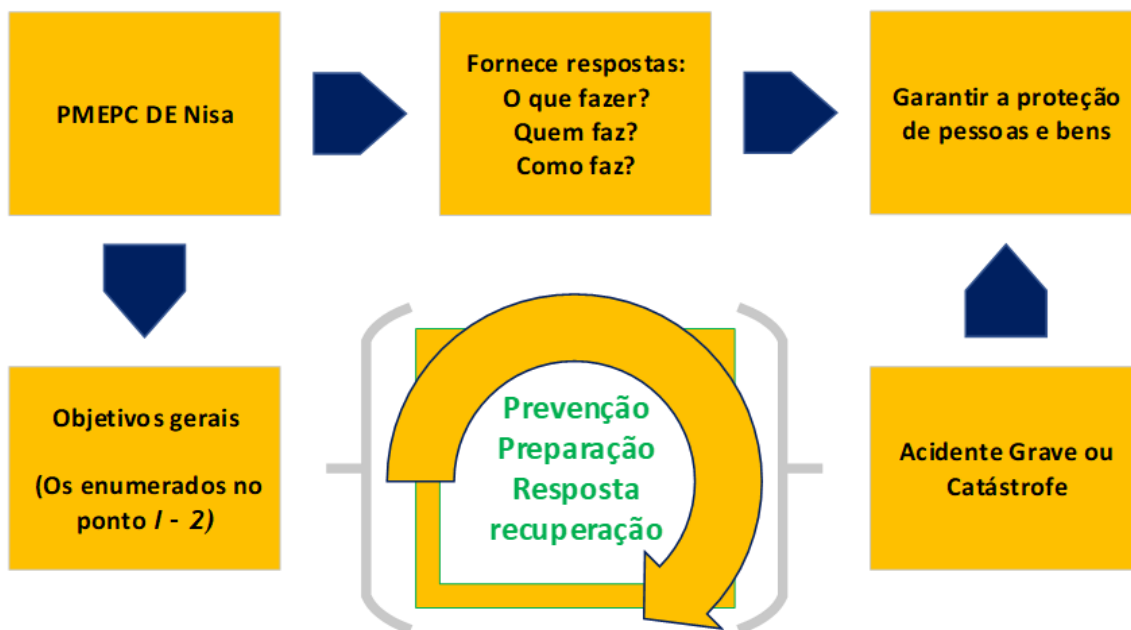 PMEPC DE Nisa
Fornece respostas:
O que fazer?
Quem faz?
Como faz?
Garantir a proteção
de pessoas e bens
Objetivos gerais
(Os enumerados no
ponto I - 2)
Prevenção
Preparação
Resposta
recuperação
Acidente Grave ou
Catástrofe